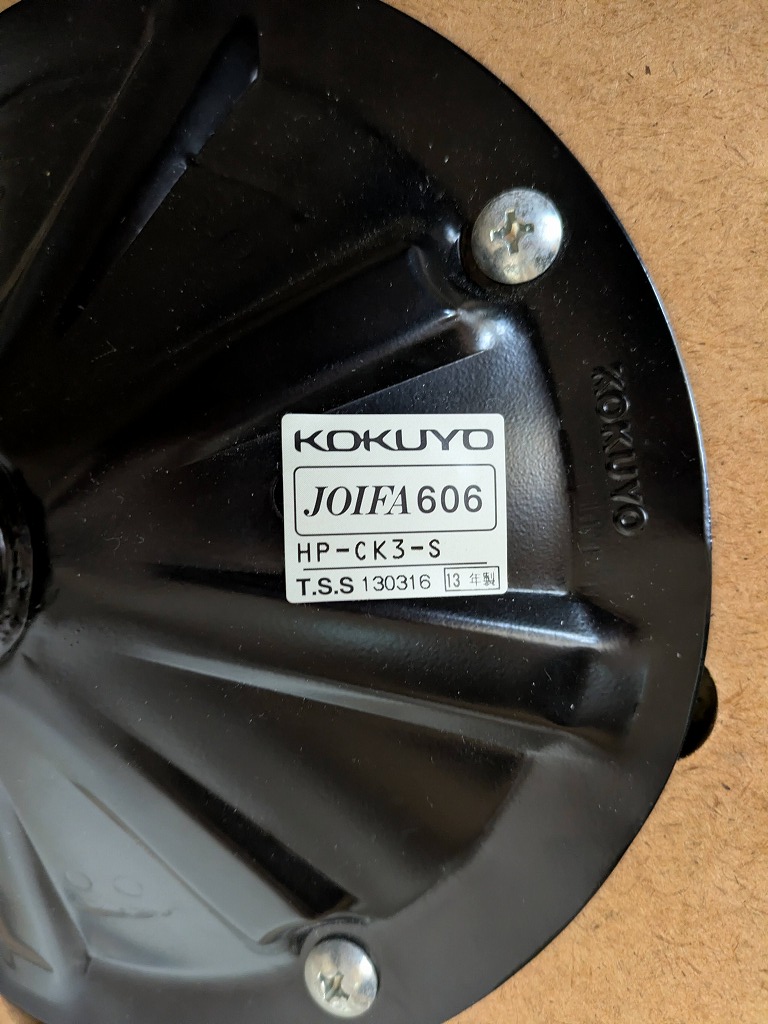 KOKUYO
JOIFA 606
HP-CK3-S
T.S.S 130316 13 年製
KOKUYO